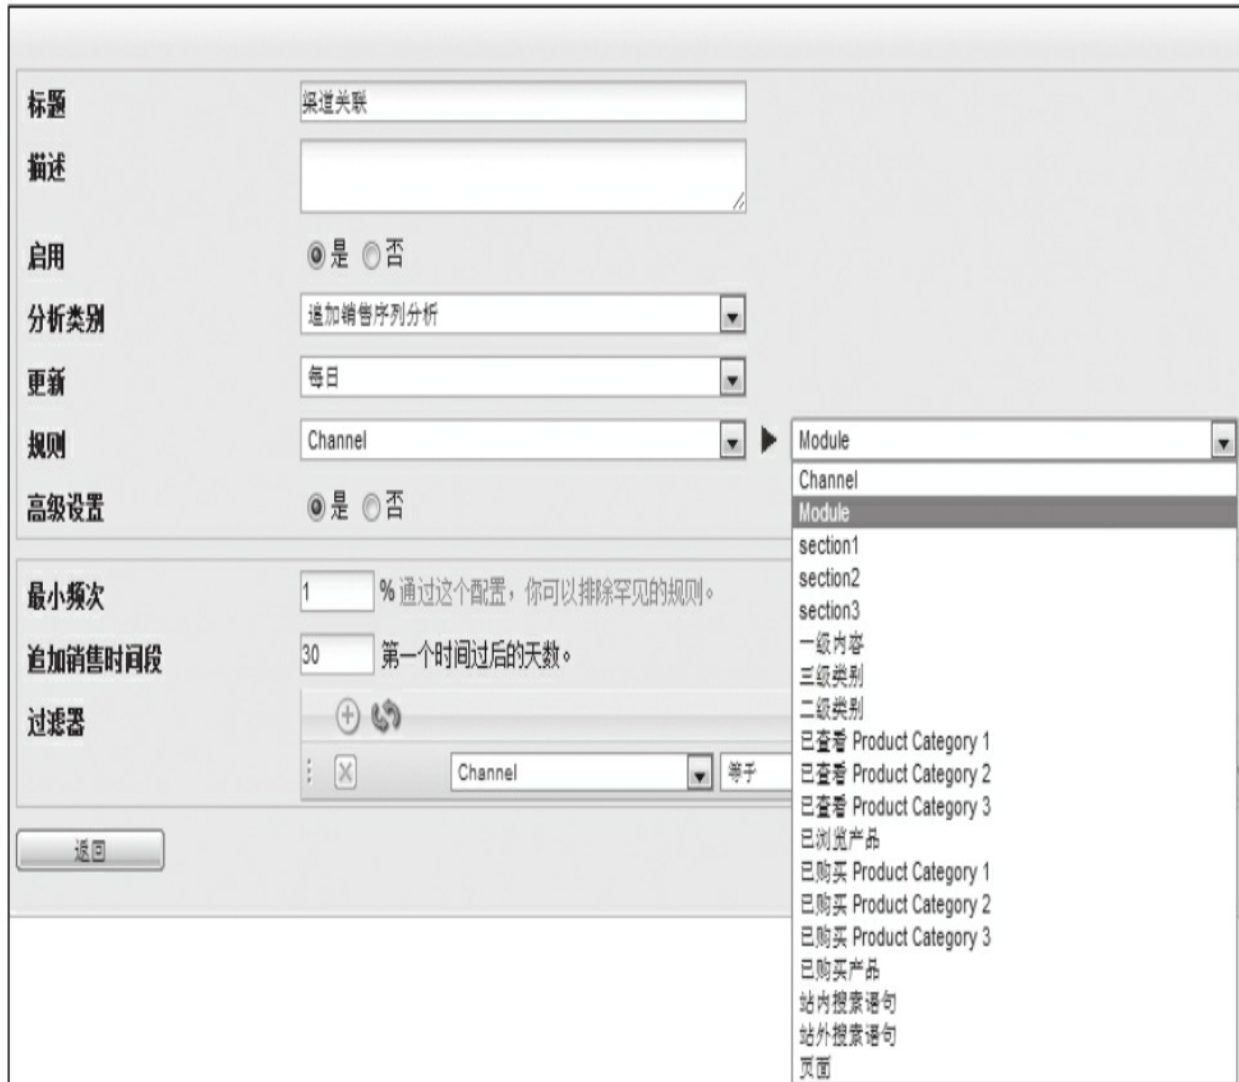 标题 渠道关联
描述
启用 是 否
分析类别 追加销售序列分析
更新 每日
规则 Channel Module
Channel
高级设置 是 否
Module
section1
section2
最小频次 1 % 通过这个配置，你可以排除罕见的规则。
section3
一级内容
追加销售时间段 30 第一个时间过后的天数。
三级类别
二级类别
过滤器
已查看 Product Category 1
Channel 等于
已查看 Product Category 2
已查看 Product Category 3
已浏览产品
返回
已购买 Product Category 1
已购买 Product Category 2
已购买 Product Category 3
已购买产品
站内搜索语句
站外搜索语句
页面